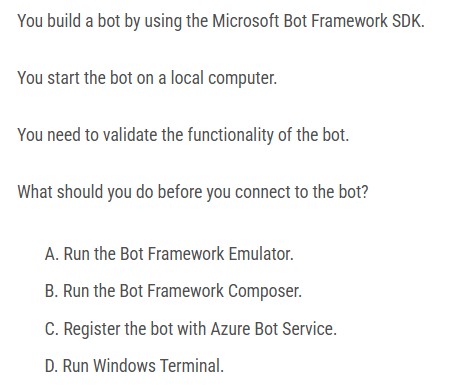 You build a bot by using the Microsoft Bot Framework SDK.
You start the bot on a local computer.
You need to validate the functionality of the bot.
What should you do before you connect to the bot?
A. Run the Bot Framework Emulator.
B. Run the Bot Framework Composer.
C. Register the bot with Azure Bot Service.
D. Run Windows Terminal.